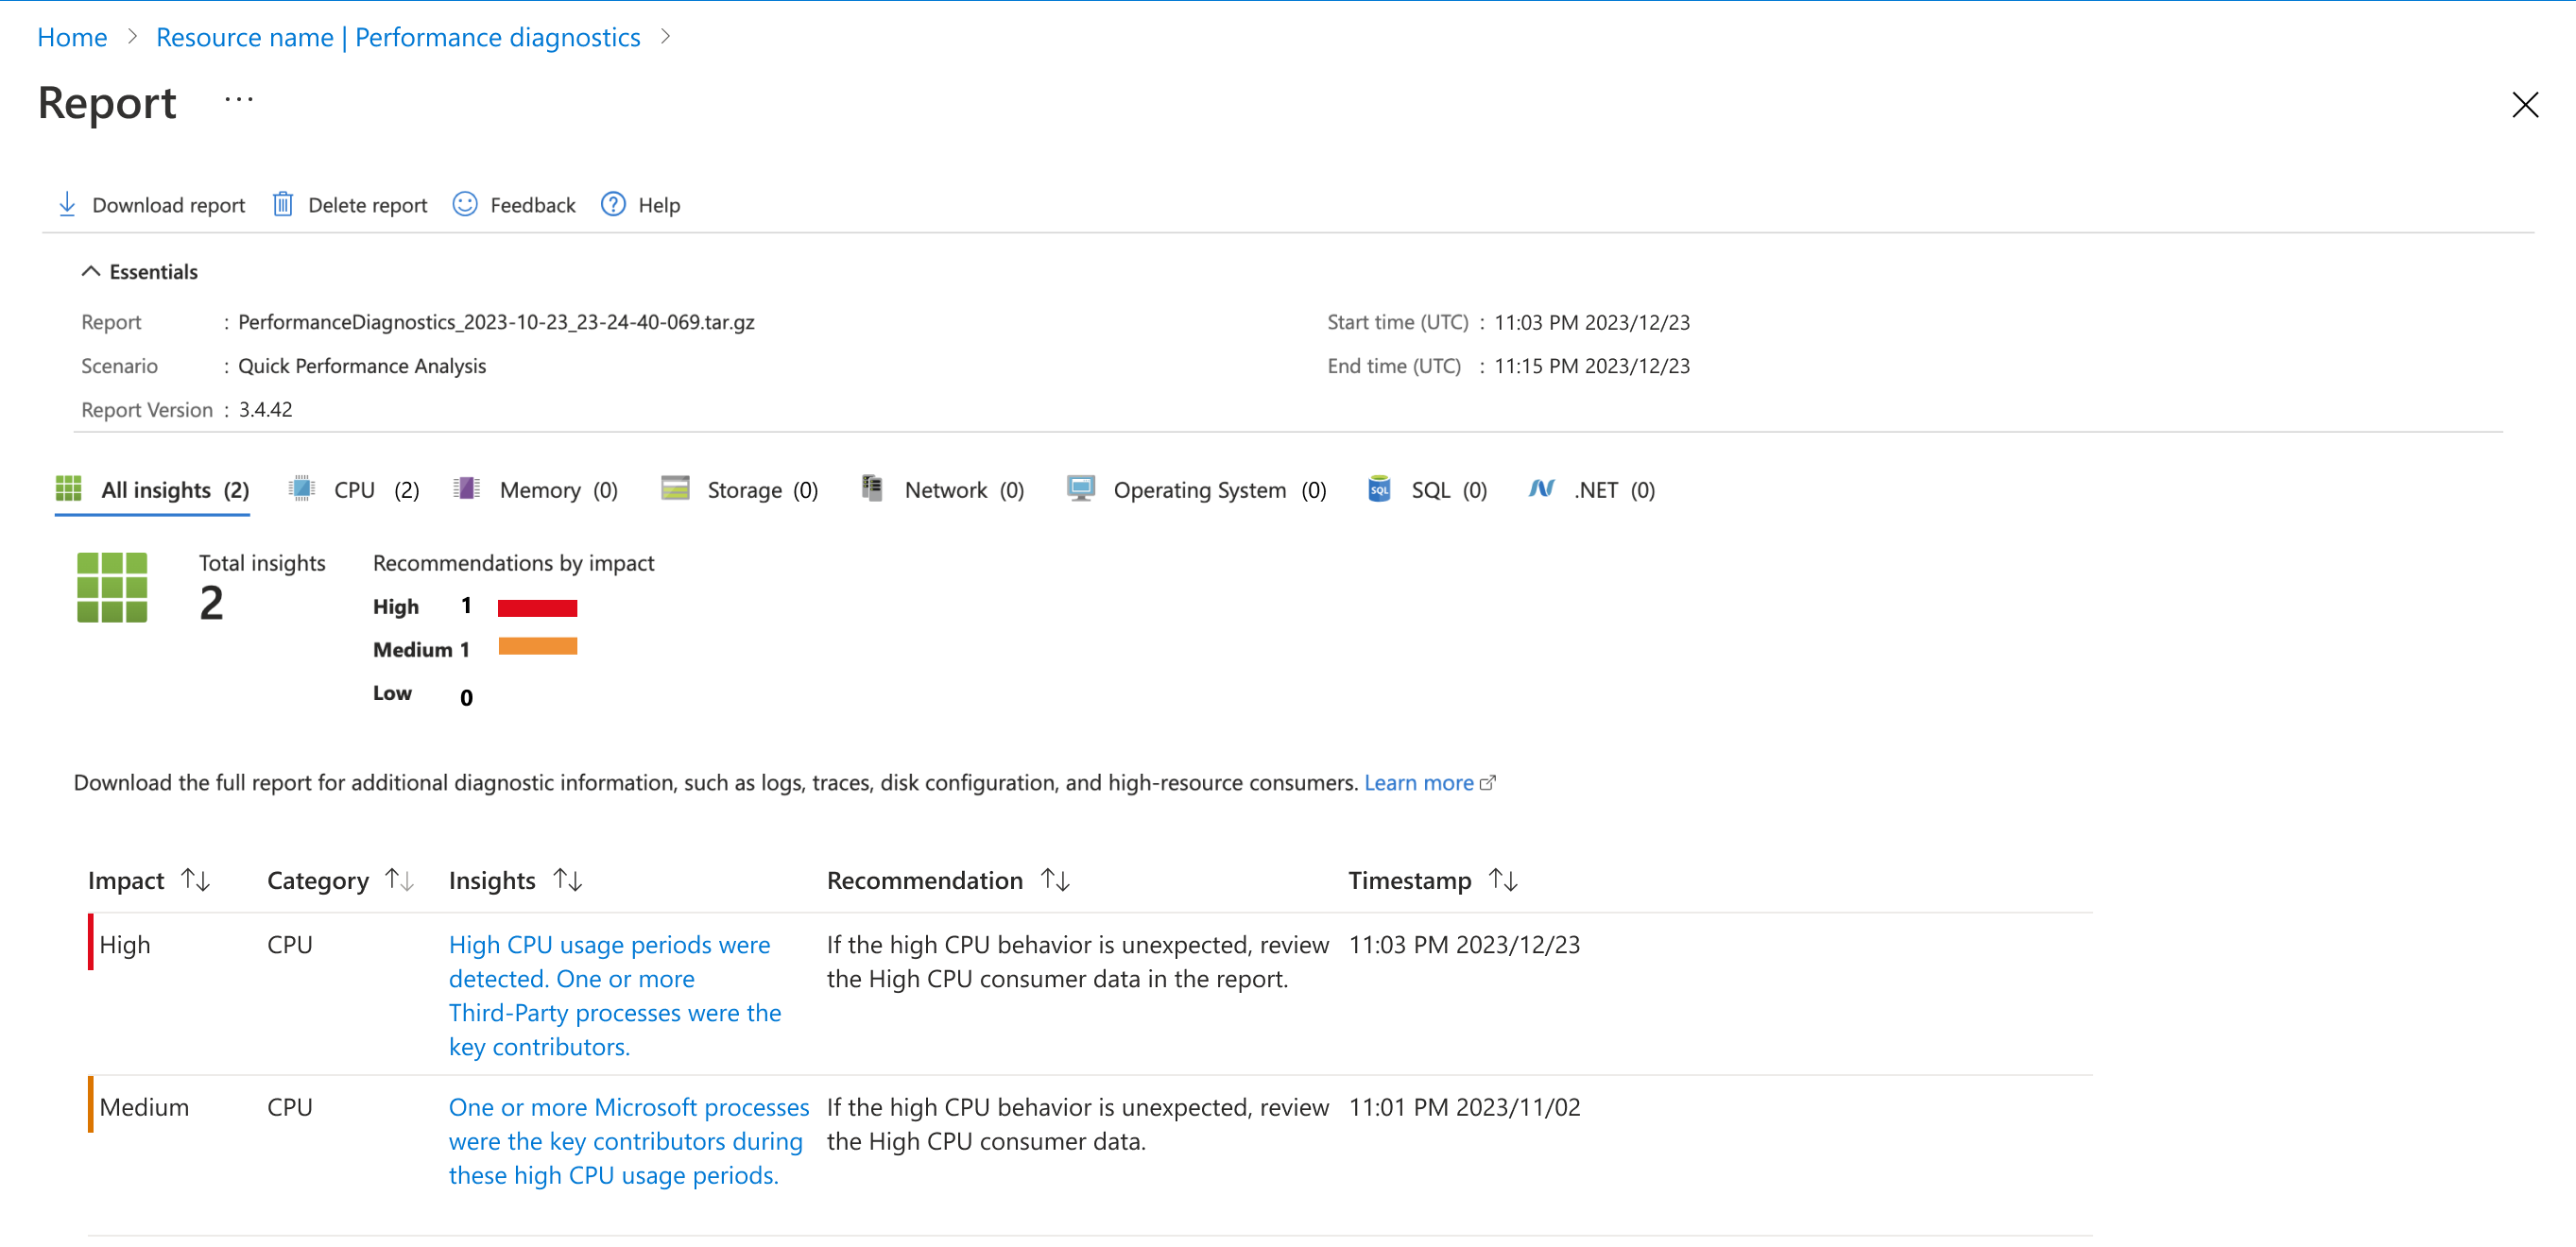 Home > Resource name | Performance diagnostics >
Report ...
Download report Delete report Feedback Help
Essentials
Report : PerformanceDiagnostics_2023-10-23_23-24-40-069.tar.gz Start time (UTC) : 11:03 PM 2023/12/23
Scenario : Quick Performance Analysis End time (UTC) : 11:15 PM 2023/12/23
Report Version : 3.4.42
All insights (2) CPU (2) Memory (0) Storage (0) Network (0) Operating System (0) SQL SQL (0) .NET (0)
Total insights Recommendations by impact
2
High 1
Medium 1
Low 0
Download the full report for additional diagnostic information, such as logs, traces, disk configuration, and high-resource consumers. Learn more
Impact ↑↓ Category ↑↓ Insights ↑↓ Recommendation ↑↓ Timestamp ↑↓
High CPU High CPU usage periods were If the high CPU behavior is unexpected, review 11:03 PM 2023/12/23
detected. One or more the High CPU consumer data in the report.
Third-Party processes were the
key contributors.
Medium CPU One or more Microsoft processes If the high CPU behavior is unexpected, review 11:01 PM 2023/11/02
were the key contributors during the High CPU consumer data.
these high CPU usage periods.